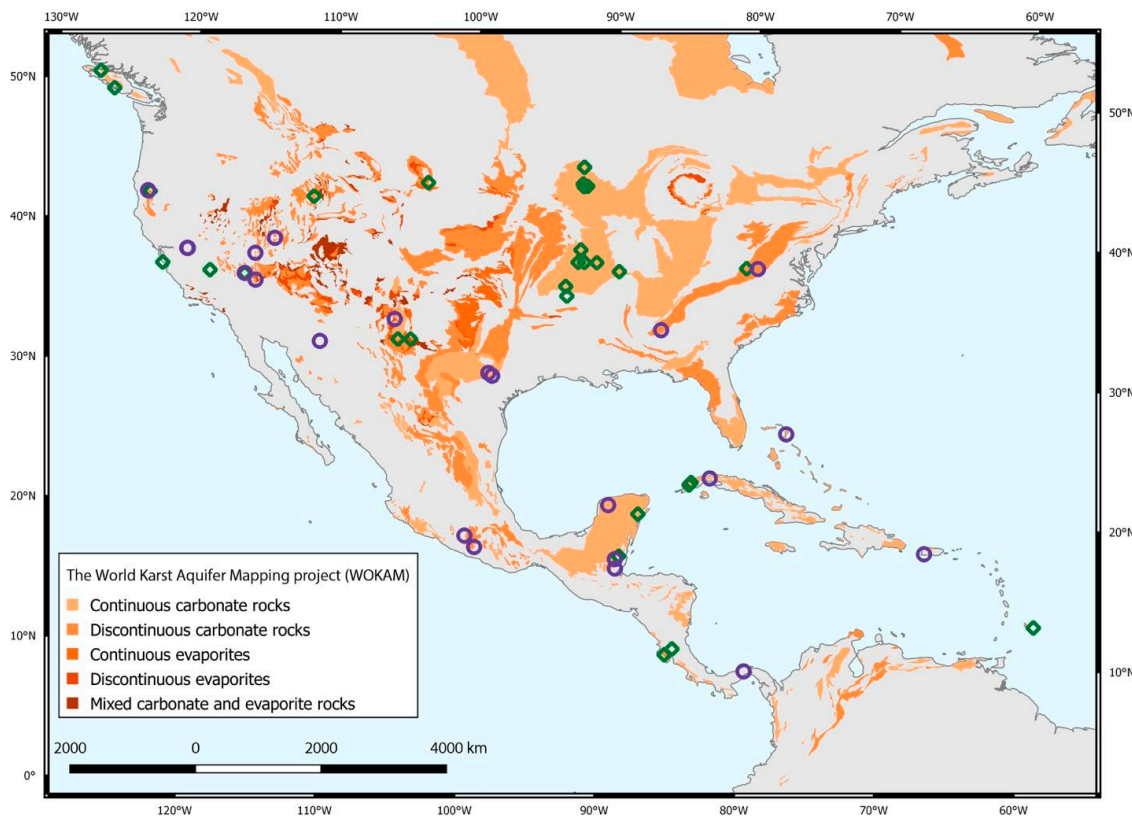 130°W 120°W 110°W 100°W 90°W 80°W 70°W 60°W
50°N
50°N
40°N
40°N
30°N
30°N
20°N
20°N
The World Karst Aquifer Mapping project (WOKAM)
Continuous carbonate rocks
Discontinuous carbonate rocks
10°N
Continuous evaporites
10°N
Discontinuous evaporites
Mixed carbonate and evaporite rocks
2000 0 2000 4000 km
0°
120°W 110°W 100°W 90°W 80°W 70°W 60°W